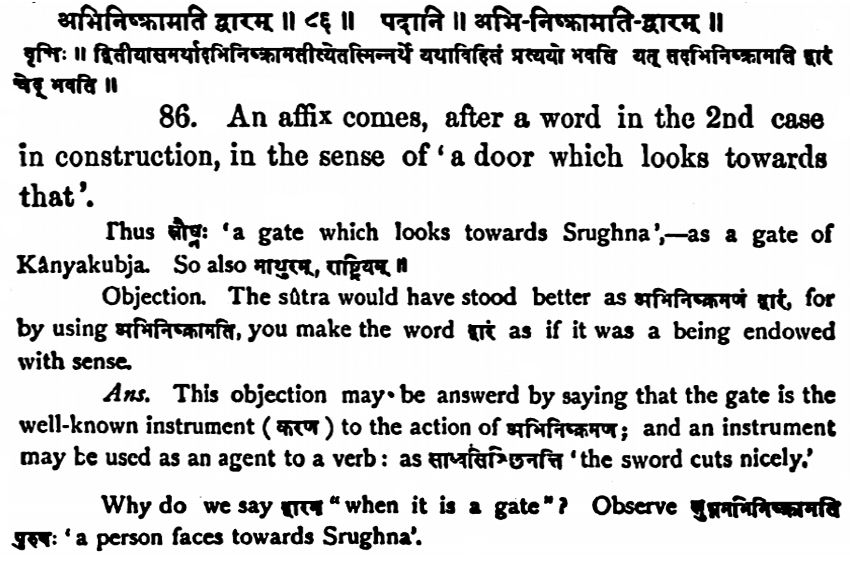 अभिनिष्क्रामति द्वारम् ॥ ८६ ॥ पदानि ॥ अभि-निष्क्रामति-द्वारम् ॥
वृत्तिः ॥ द्वितीयासमर्थादभिनिष्क्रामतीत्येतस्मिन्नर्थे यथाविहितं प्रत्ययो भवति यत् तदभिनिष्क्रामति द्वारं
चेद् भवति ॥
86. An affix comes, after a word in the 2nd case
in construction, in the sense of ‘a door which looks towards
that’.
Thus स्रौघ्नः ‘a gate which looks towards Srughna’,—as a gate of
Kânyakubja. So also माथुरम्, राष्ट्रियम् ॥
Objection. The sûtra would have stood better as अभिनिष्क्रमणं द्वारं, for
by using अभिनिष्क्रामति, you make the word द्वारं as if it was a being endowed
with sense.
Ans. This objection may be answerd by saying that the gate is the
well-known instrument (करण) to the action of अभिनिष्क्रमण; and an instrument
may be used as an agent to a verb: as साध्वसिश्छिनत्ति ‘the sword cuts nicely.’
Why do we say द्वारम् “when it is a gate”? Observe स्रुघ्नमभिनिष्क्रामति
पुरुषः ‘a person faces towards Srughna’.